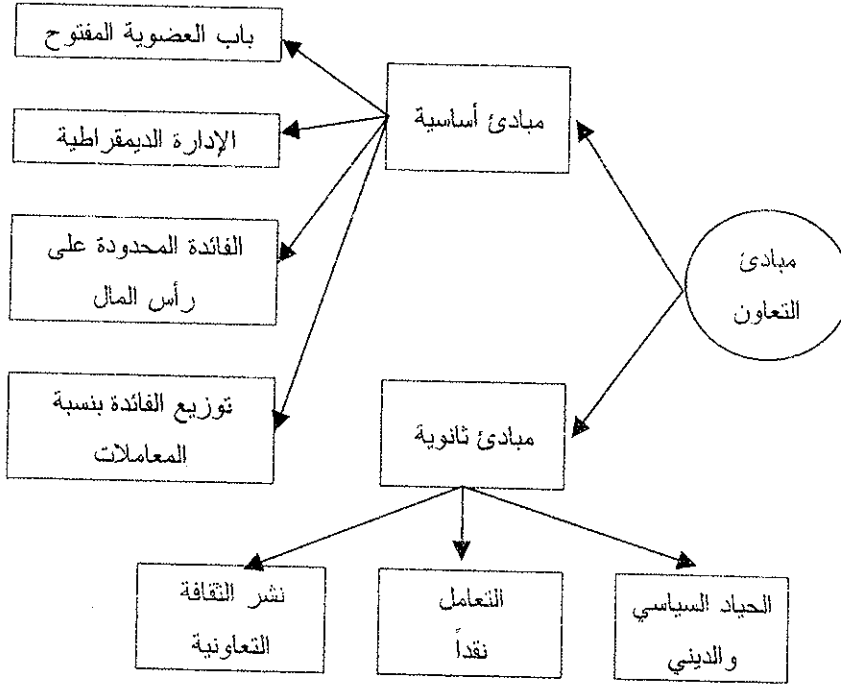 مبادئ
التعاون
مبادئ أساسية
باب العضوية المفتوح
الإدارة الديمقراطية
الفائدة المحدودة على
رأس المال
توزيع الفائدة بنسبة
المعاملات
مبادئ ثانوية
الحياد السياسي
والديني
التعامل
نقداً
نشر الثقافة
التعاونية